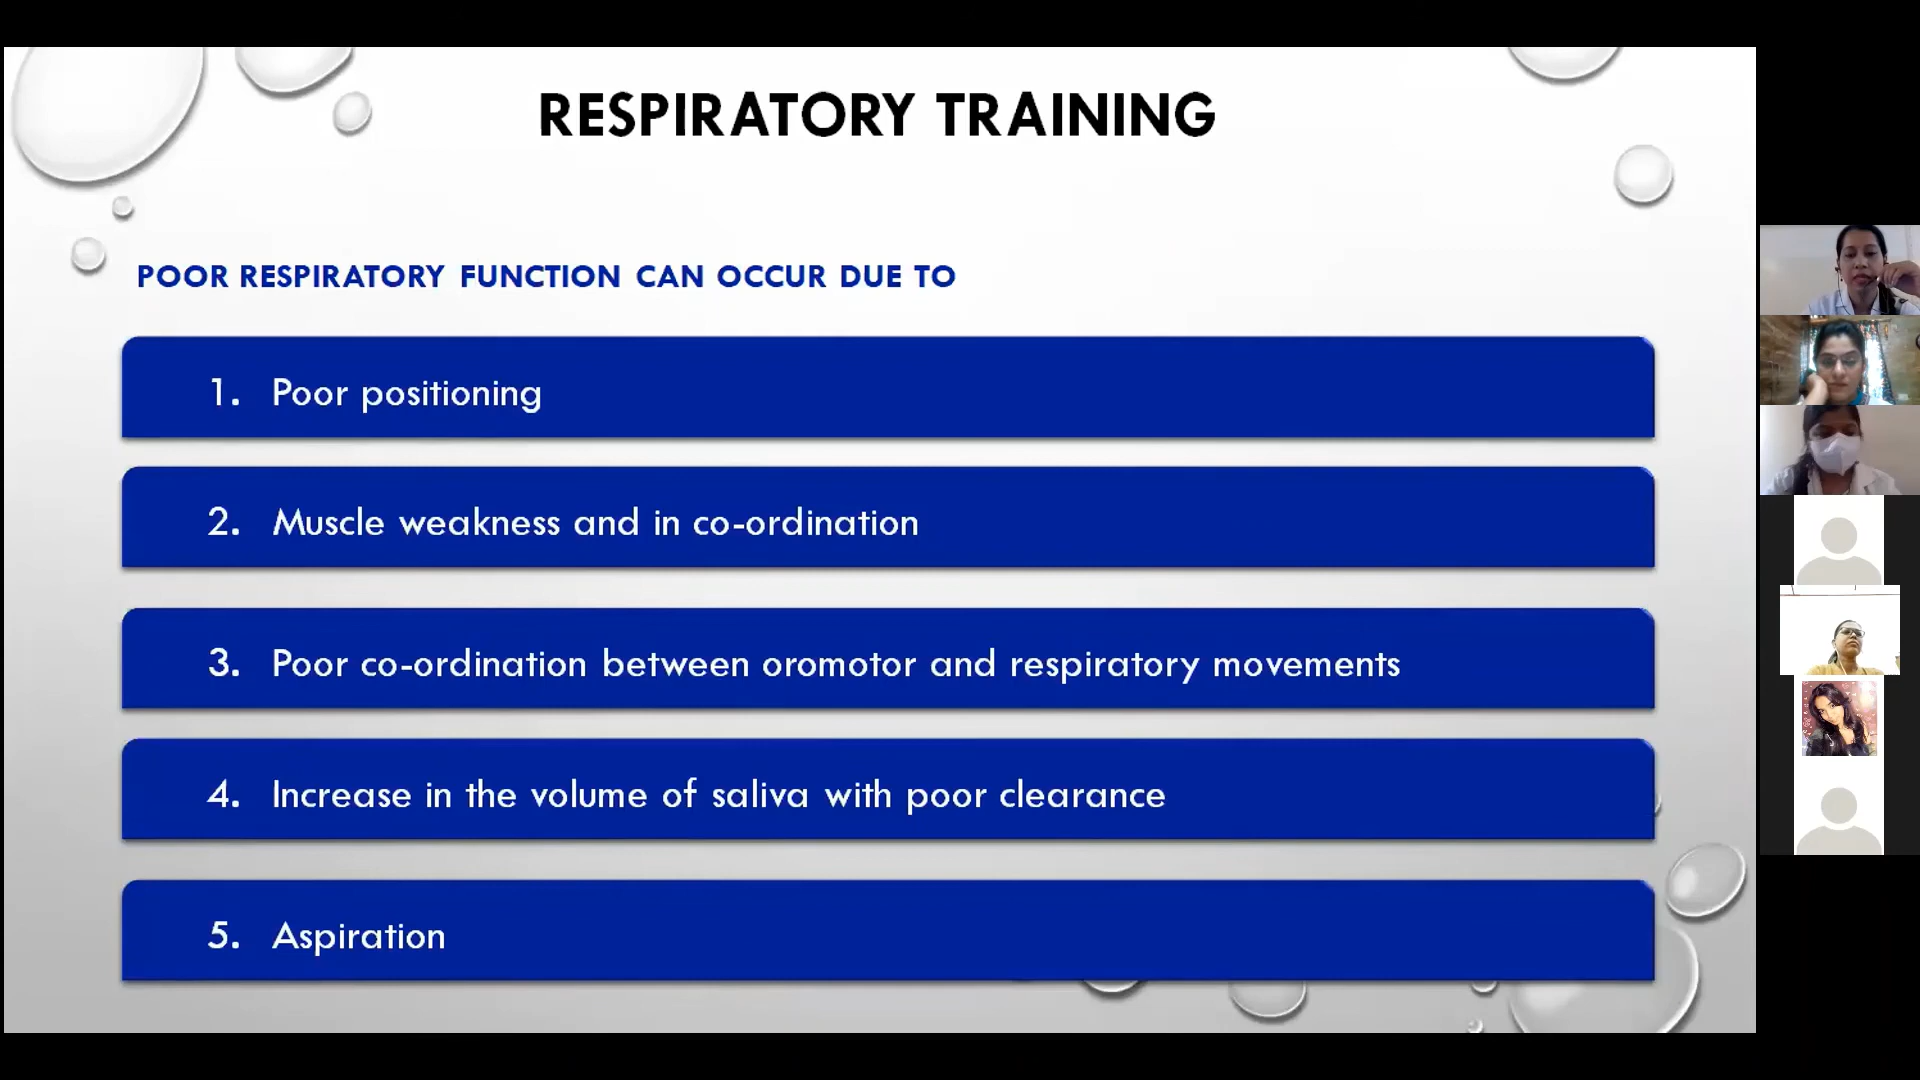 RESPIRATORY TRAINING
POOR RESPIRATORY FUNCTION CAN OCCUR DUE TO
1. Poor positioning
2. Muscle weakness and in co-ordination
3. Poor co-ordination between oromotor and respiratory movements
4. Increase in the volume of saliva with poor clearance
5. Aspiration